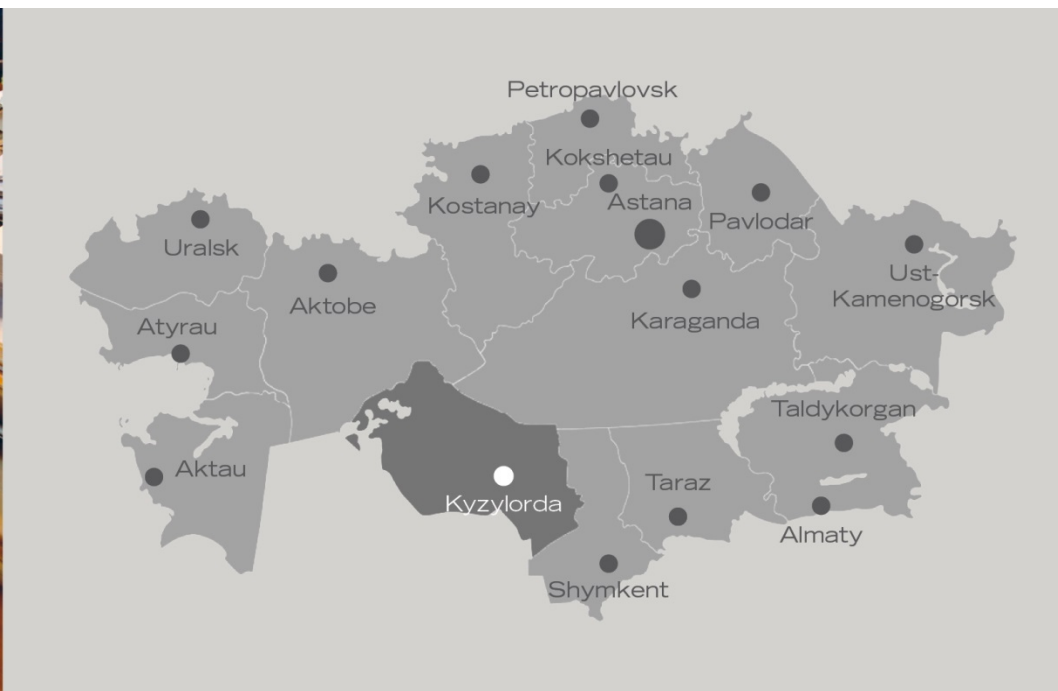 Petropavlovsk
Kokshetau
Kostanay
Astana
Pavlodar
Uralsk
Ust-
Kamenogorsk
Aktobe
Karaganda
Atyrau
Taldykorgan
Aktau
Taraz
Kyzylorda
Almaty
Shymkent